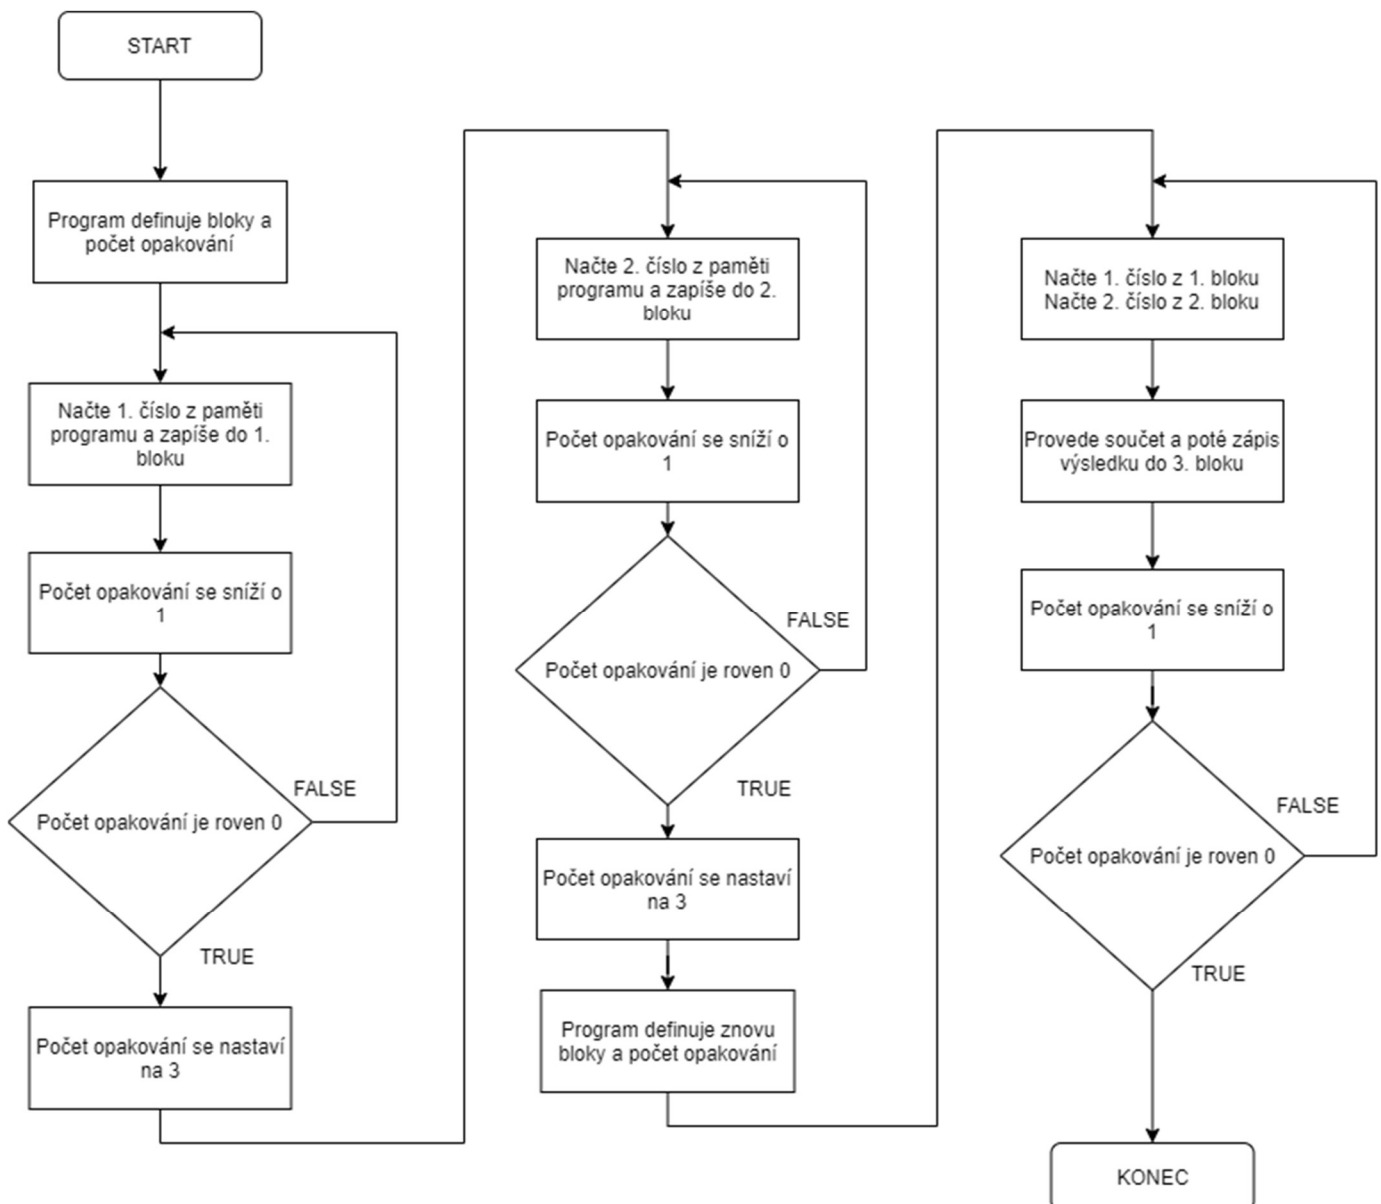 START
Program definuje bloky a
počet opakování
Načte 1. číslo z paměti
programu a zapíše do 1.
bloku
Počet opakování se sníží o
1
FALSE
Počet opakování je roven 0
TRUE
Počet opakování se nastaví
na 3
Načte 2. číslo z paměti
programu a zapíše do 2.
bloku
Počet opakování se sníží o
1
FALSE
Počet opakování je roven 0
TRUE
Počet opakování se nastaví
na 3
Program definuje znovu
bloky a počet opakování
Načte 1. číslo z 1. bloku
Načte 2. číslo z 2. bloku
Provede součet a poté zápis
výsledku do 3. bloku
Počet opakování se sníží o
1
FALSE
Počet opakování je roven 0
TRUE
KONEC